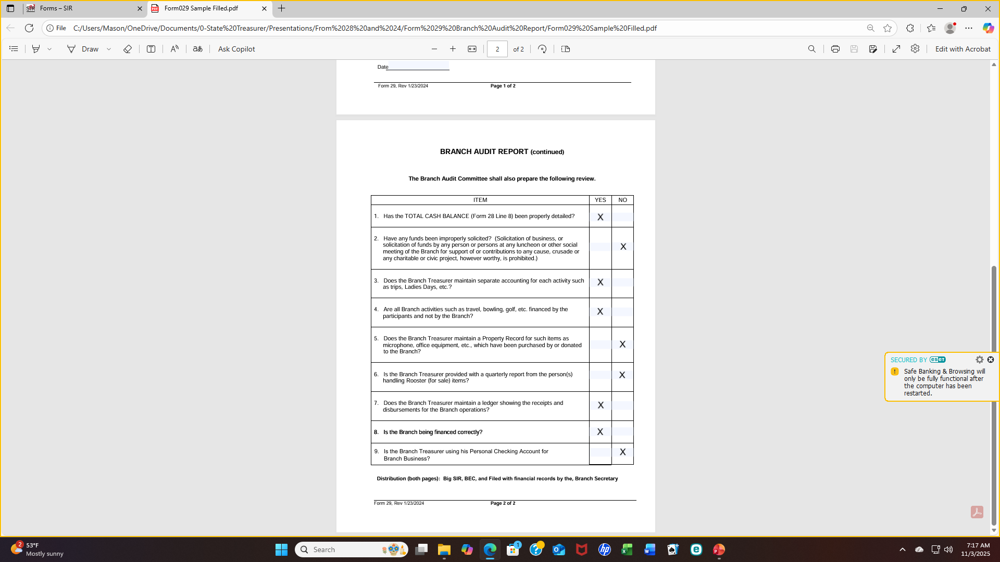 Forms – SIR
Form029 Sample Filled.pdf
File
C:/Users/Mason/OneDrive/Documents/0-State%20Treasurer/Presentations/From%2028%20and%2024/Form%2029%20Branch%20Audit%20Report/Form029%20Sample%20Filled.pdf
Draw
aあ
Ask Copilot
2
of 2
Edit with Acrobat
Date
Form 29, Rev 1/23/2024
Page 1 of 2
BRANCH AUDIT REPORT (continued)
The Branch Audit Committee shall also prepare the following review.
ITEM YES NO
1. Has the TOTAL CASH BALANCE (Form 28 Line 8) been properly detailed? X
2. Have any funds been improperly solicited? (Solicitation of business, or
solicitation of funds by any person or persons at any luncheon or other social
meeting of the Branch for support of or contributions to any cause, crusade or
any charitable or civic project, however worthy, is prohibited.)
X
3. Does the Branch Treasurer maintain separate accounting for each activity such
as trips, Ladies Days, etc.?
X
4. Are all Branch activities such as travel, bowling, golf, etc. financed by the
participants and not by the Branch?
X
5. Does the Branch Treasurer maintain a Property Record for such items as
microphone, office equipment, etc., which have been purchased by or donated
to the Branch?
X
6. Is the Branch Treasurer provided with a quarterly report from the person(s)
handling Rooster (for sale) items?
X
7. Does the Branch Treasurer maintain a ledger showing the receipts and
disbursements for the Branch operations?
X
8. Is the Branch being financed correctly? X
9. Is the Branch Treasurer using his Personal Checking Account for
Branch Business?
X
Distribution (both pages): Big SIR, BEC, and Filed with financial records by the, Branch Secretary
Form 29, Rev 1/23/2024
Page 2 of 2
SECURED BY eset
Safe Banking & Browsing will
only be fully functional after
the computer has been
restarted.
2
53°F
Mostly sunny
Search
1
7:17 AM
11/3/2025